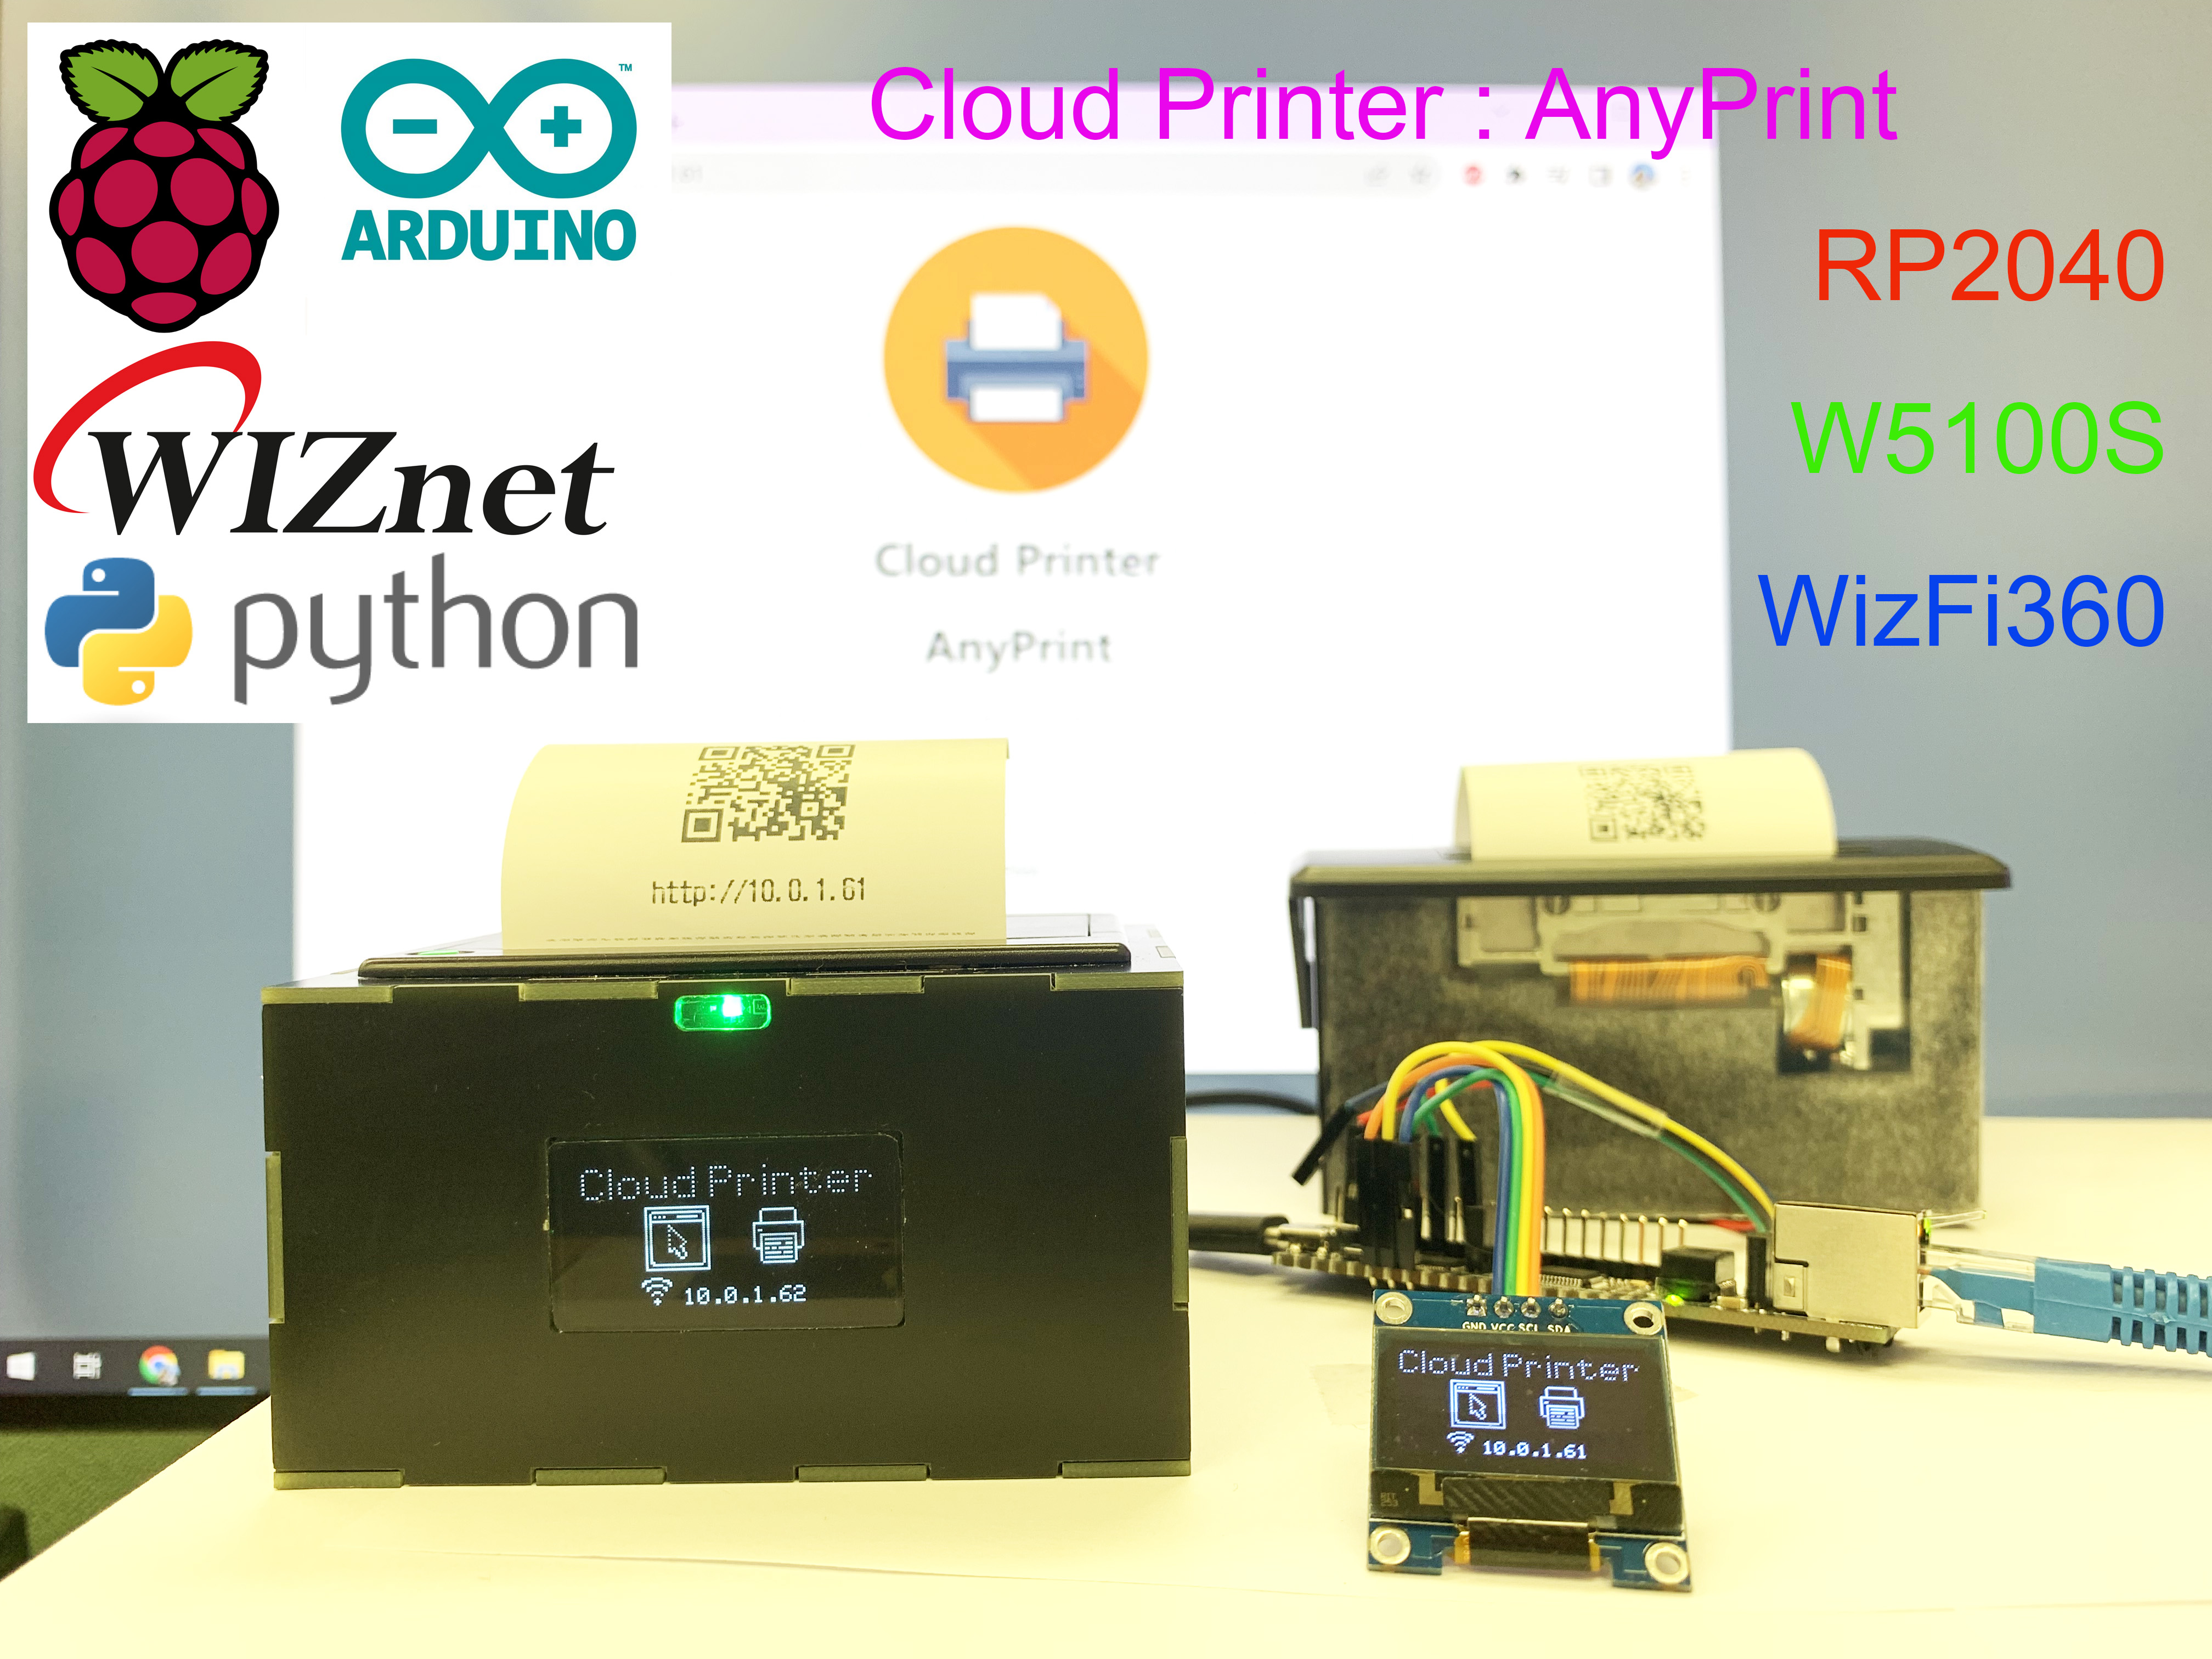 ARDUINO
TM
WIZnet
python
Cloud Printer : AnyPrint
RP2040
W5100S
WizFi360
Cloud Printer
AnyPrint
http://10.0.1.61
Cloud Printer
10.0.1.62
GND VCC SCL SDA
Cloud Printer
10.0.1.61